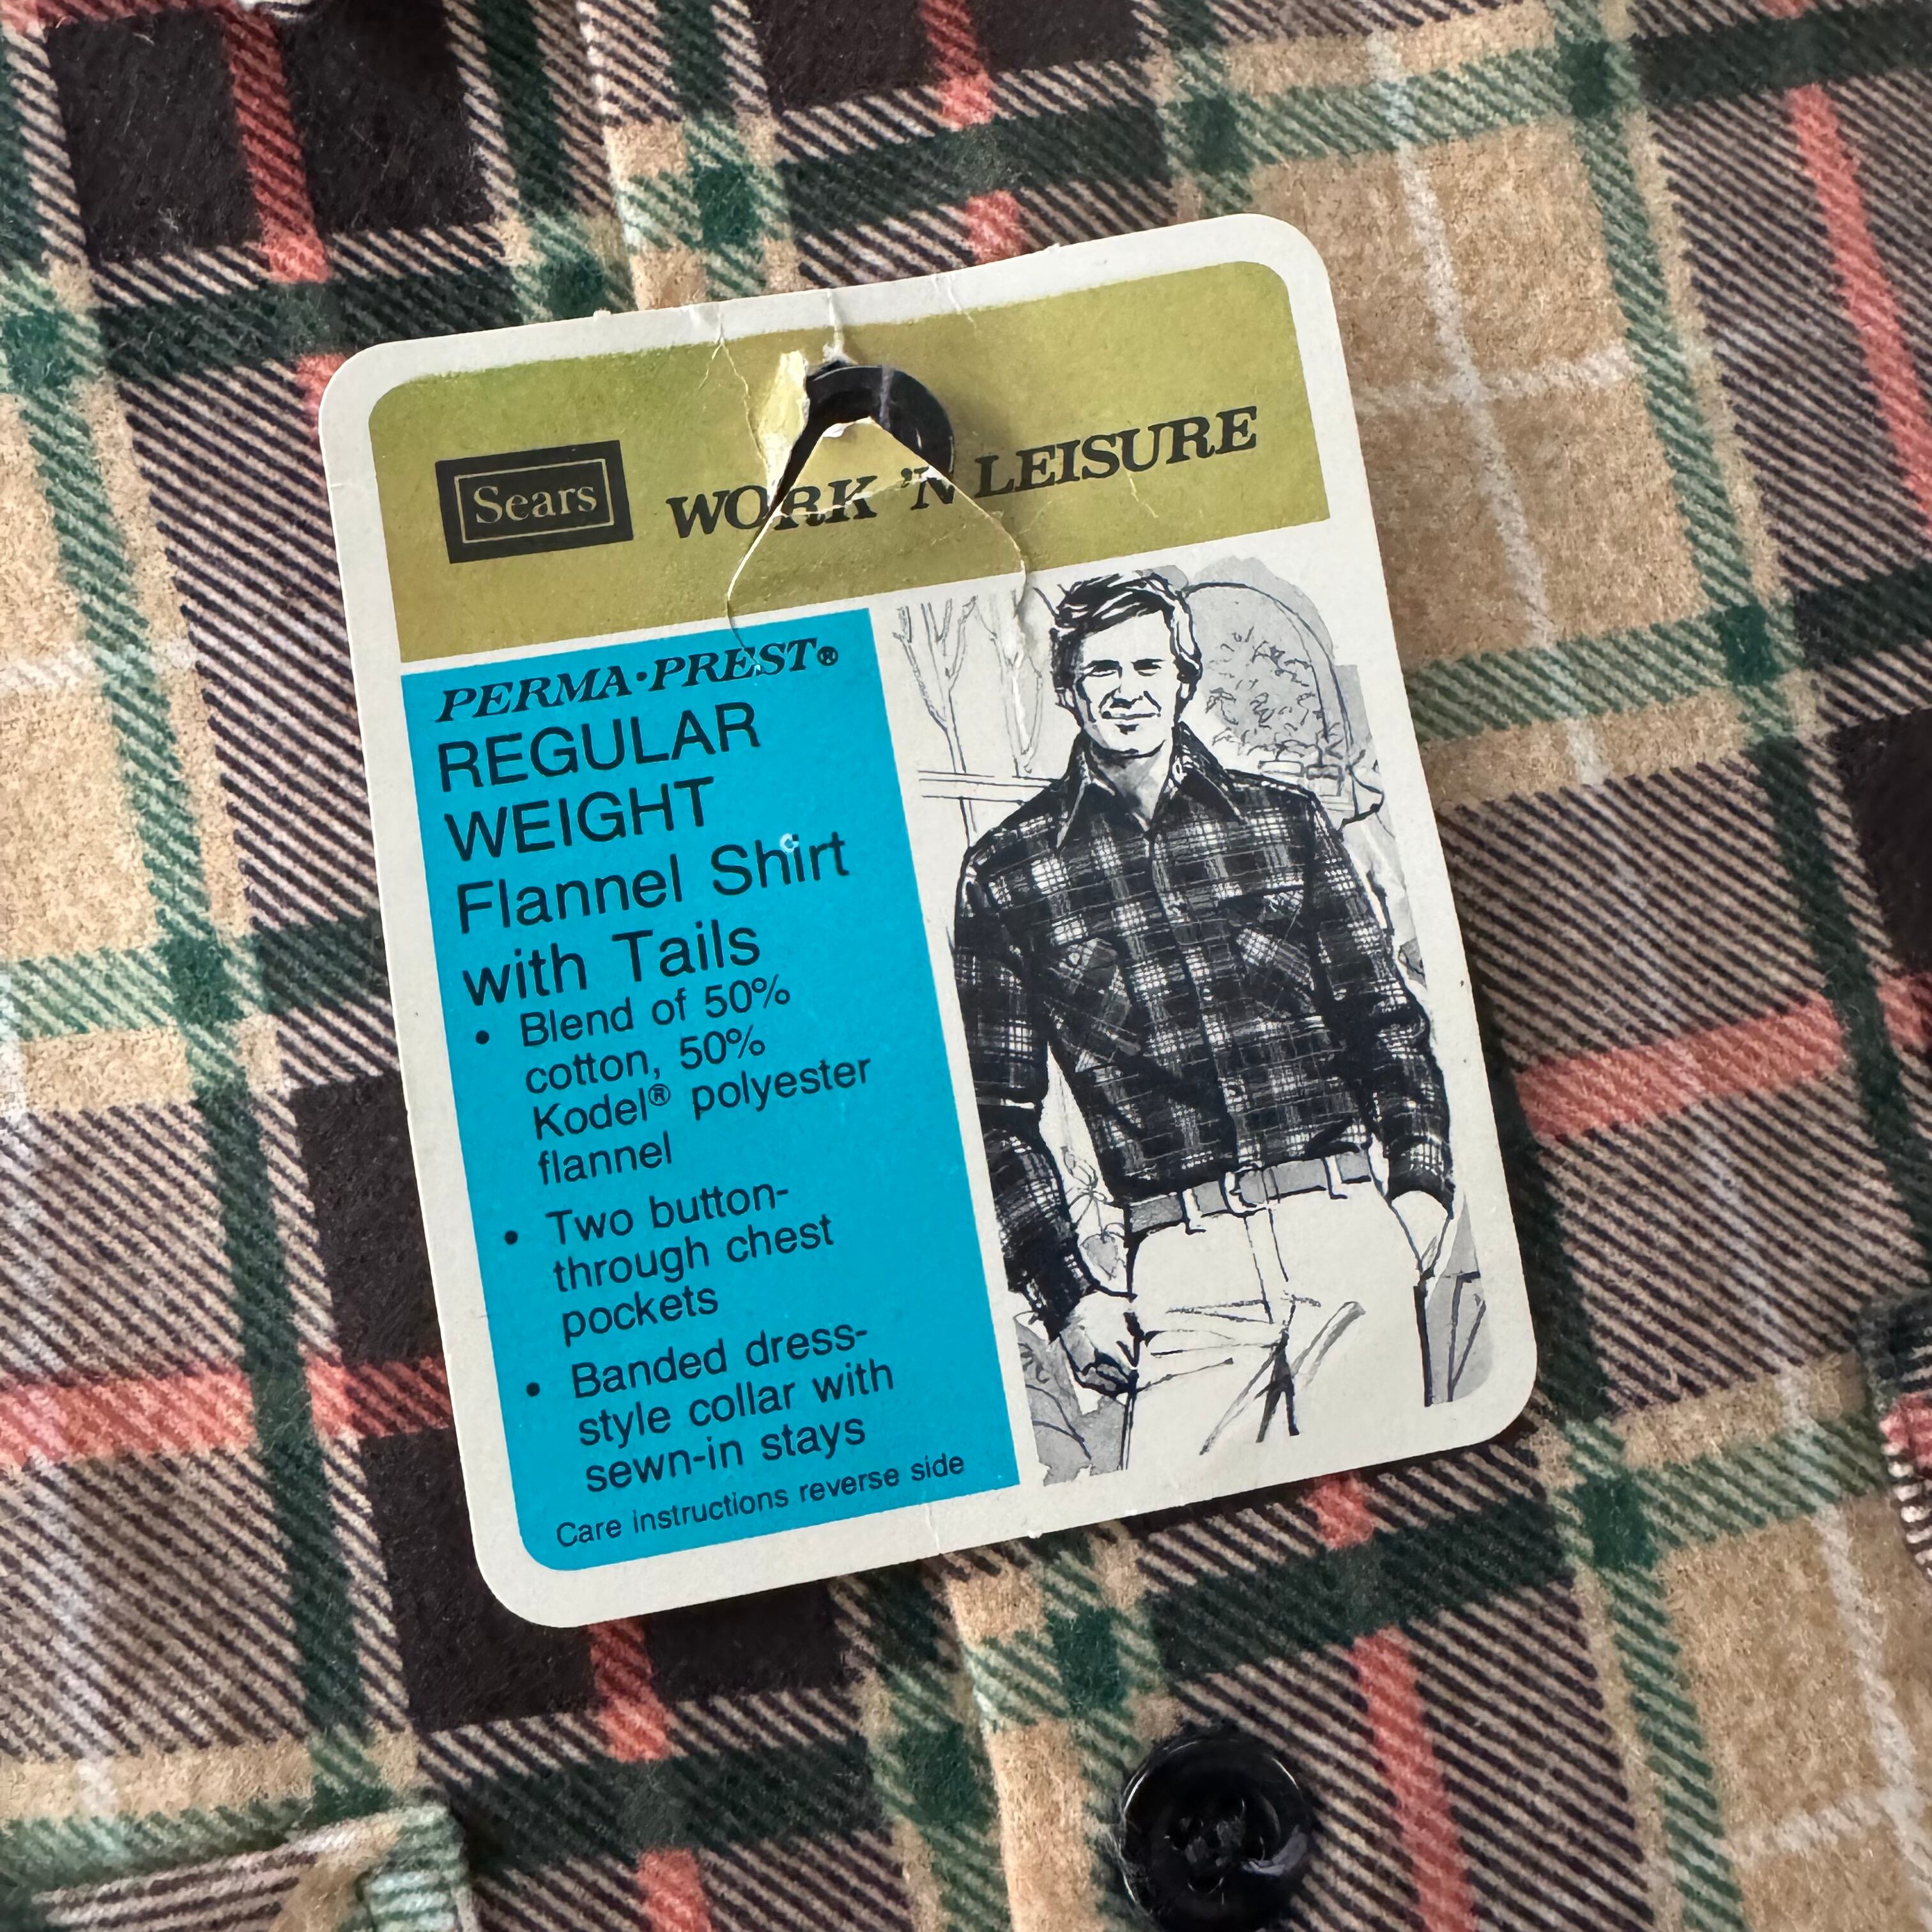 Sears
WORK 'N LEISURE
PERMA•PREST®
REGULAR
WEIGHT
Flannel Shirt
with Tails
• Blend of 50%
cotton, 50%
Kodel® polyester
flannel
• Two button-
through chest
pockets
• Banded dress-
style collar with
sewn-in stays
Care instructions reverse side